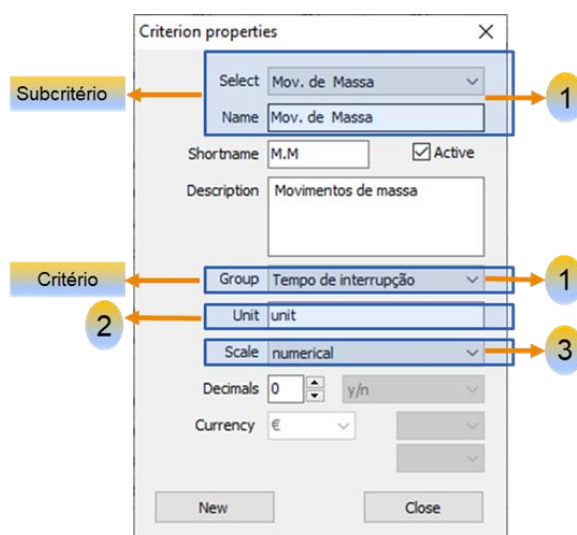 Criterion properties
Subcritério
Select Mov. de Massa
1
Name Mov. de Massa
Shortname M.M Active
Description Movimentos de massa
Critério
Group Tempo de interrupção
1
2
Unit unit
Scale numerical
3
Decimals 0 y/n
Currency €
New Close